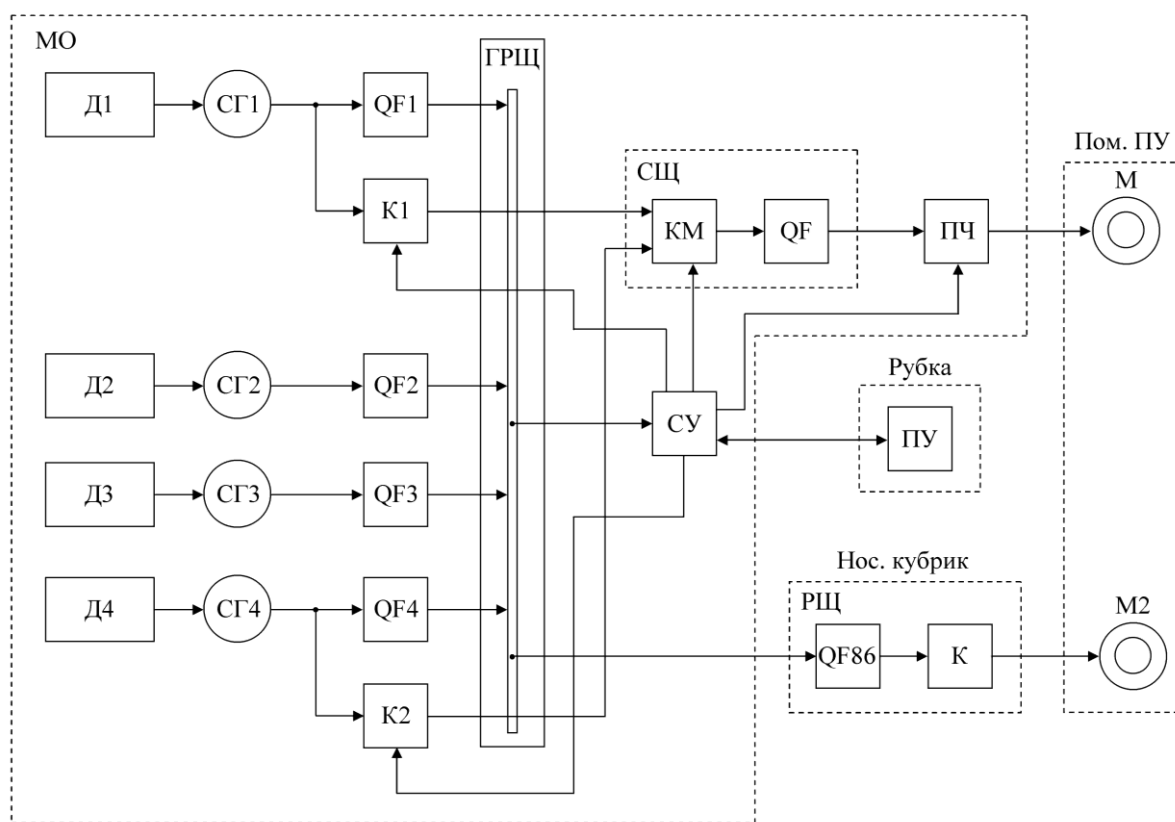 МО
ГРЩ
Д1
СГ1
QF1
Пом. ПУ
СЩ
М
К1
КМ
QF
ПЧ
Рубка
Д2
СГ2
QF2
СУ
ПУ
Д3
СГ3
QF3
Нос. кубрик
Д4
СГ4
QF4
РЩ
М2
QF86
К
К2